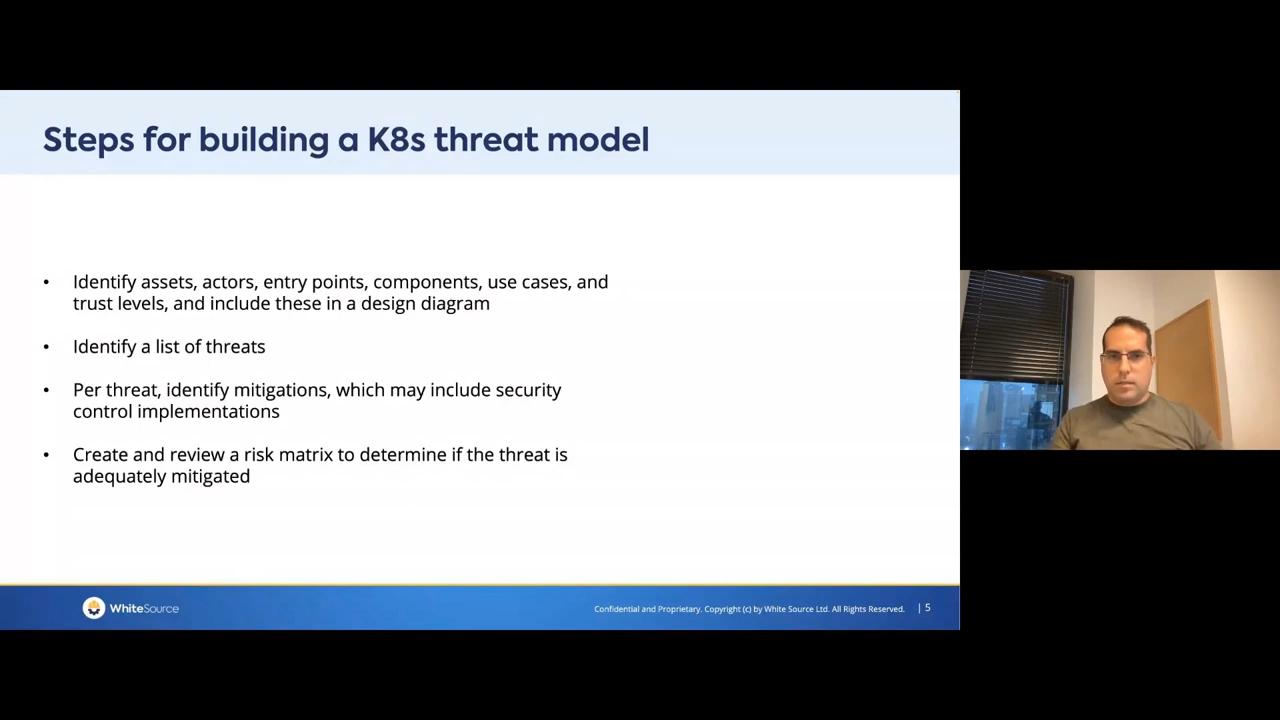 Steps for building a K8s threat model
• Identify assets, actors, entry points, components, use cases, and
trust levels, and include these in a design diagram
• Identify a list of threats
• Per threat, identify mitigations, which may include security
control implementations
• Create and review a risk matrix to determine if the threat is
adequately mitigated
WhiteSource
Confidential and Proprietary. Copyright (c) by White Source Ltd. All Rights Reserved. | 5